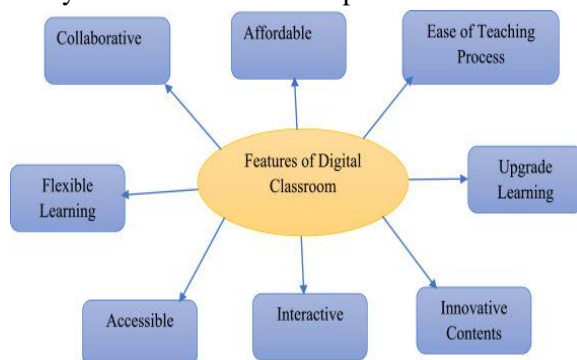 Collaborative
Affordable
Ease of Teaching
Process
Features of Digital
Classroom
Flexible
Learning
Upgrade
Learning
Accessible
Interactive
Innovative
Contents